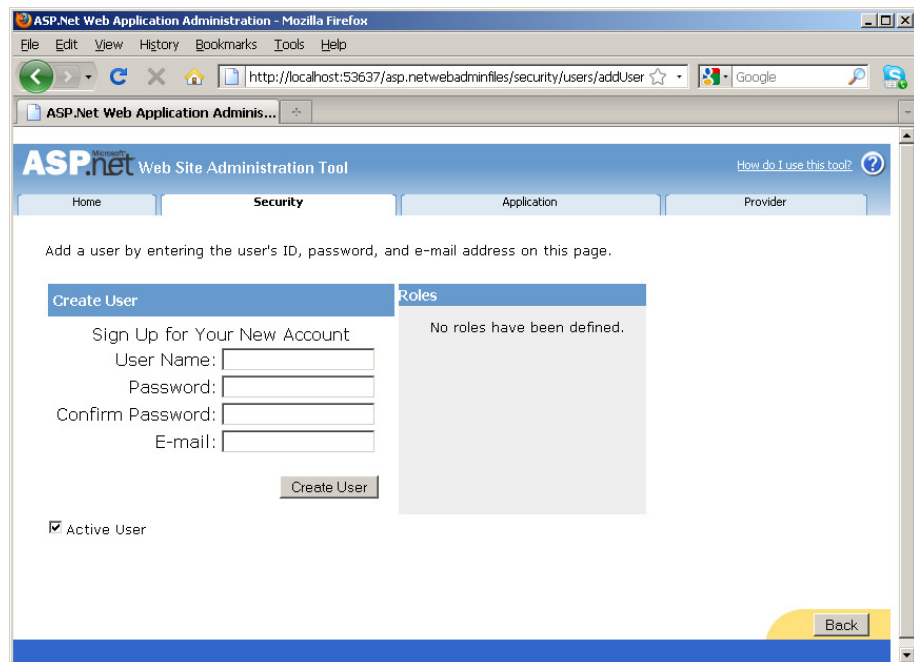 ASP.Net Web Application Administration - Mozilla Firefox
File Edit View History Bookmarks Tools Help
http://localhost:53637/asp.netwebadminfiles/security/users/addUser
Google
ASP.Net Web Application Adminis...
Microsoft
ASP.net Web Site Administration Tool
How do I use this tool? ?
Home Security Application Provider
Add a user by entering the user's ID, password, and e-mail address on this page.
Create User
Roles
Sign Up for Your New Account
No roles have been defined.
User Name:
Password:
Confirm Password:
E-mail:
Create User
Active User
Back